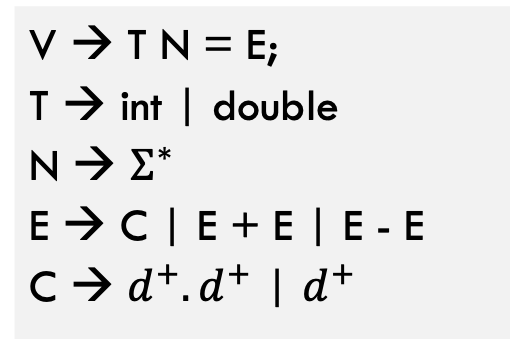 V → T N = E;
T → int | double
N → Σ*
E → C | E + E | E - E
C → d⁺.d⁺ | d⁺